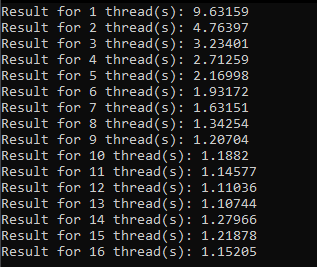 Result for 1 thread(s): 9.63159
Result for 2 thread(s): 4.76397
Result for 3 thread(s): 3.23401
Result for 4 thread(s): 2.71259
Result for 5 thread(s): 2.16998
Result for 6 thread(s): 1.93172
Result for 7 thread(s): 1.63151
Result for 8 thread(s): 1.34254
Result for 9 thread(s): 1.20704
Result for 10 thread(s): 1.1882
Result for 11 thread(s): 1.14577
Result for 12 thread(s): 1.11036
Result for 13 thread(s): 1.10744
Result for 14 thread(s): 1.27966
Result for 15 thread(s): 1.21878
Result for 16 thread(s): 1.15205